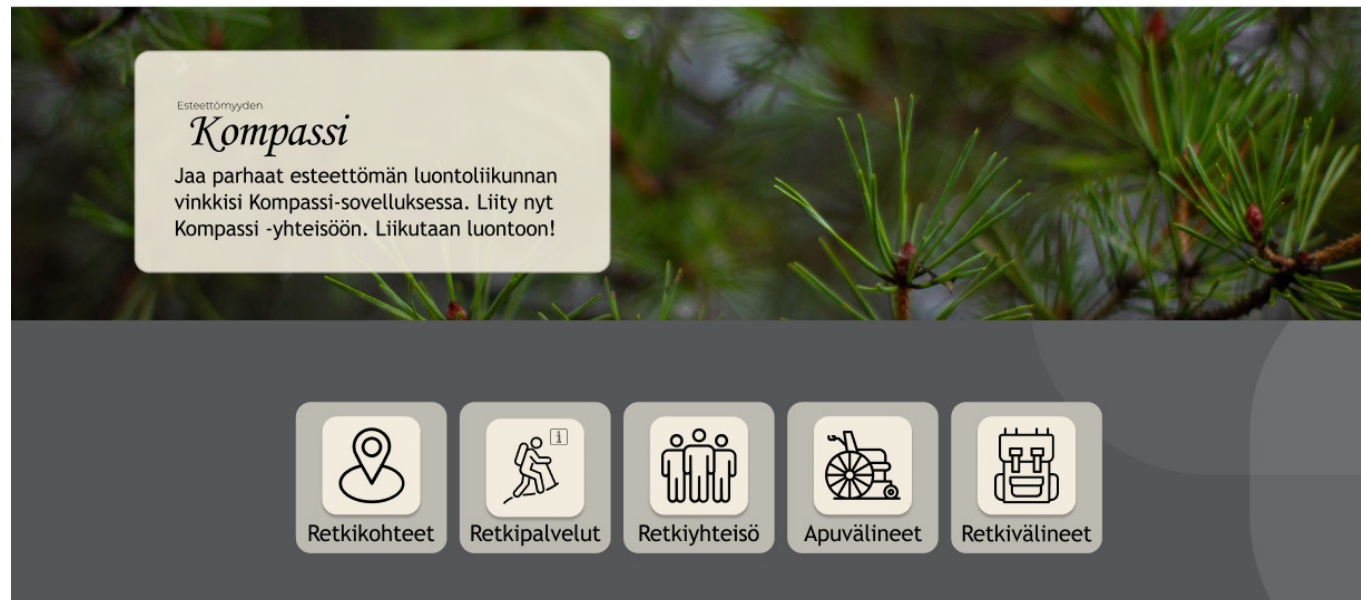 Esteettömyyden
Kompassi
Jaa parhaat esteettömän luontoliikunnan
vinkkisi Kompassi-sovelluksessa. Liity nyt
Kompassi -yhteisöön. Liikutaan luontoon!
i
Retkikohteet Retkipalvelut Retkiyhteisö Apuvälineet Retkivälineet